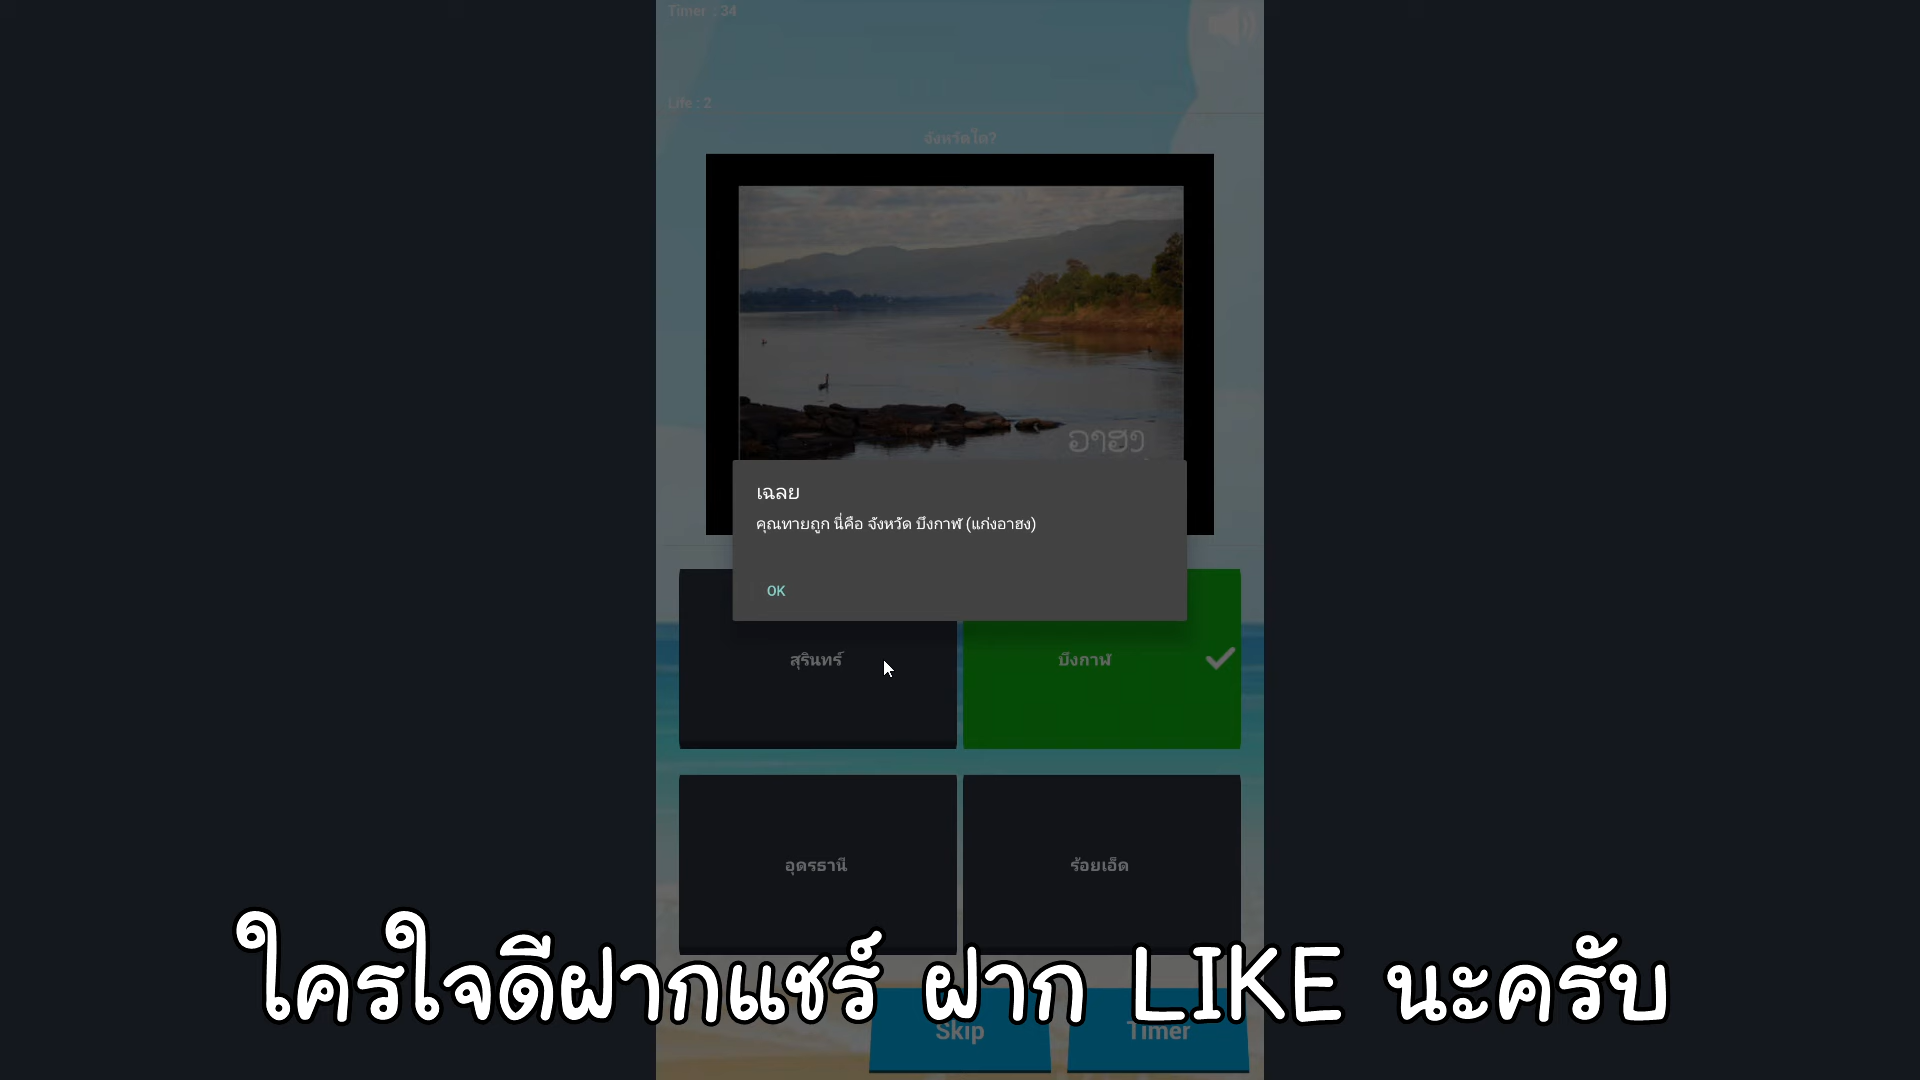 Timer : 34
Life : 2
จังหวัดใด?
ອາຮົງ
เฉลย
คุณทายถูก นี่คือ จังหวัด บึงกาฬ (แก่งอาฮง)
OK
สุรินทร์
บึงกาฬ
อุดรธานี
ร้อยเอ็ด
ใครใจดีฝากแชร์ ฝาก LIKE นะครับ
Skip
Timer